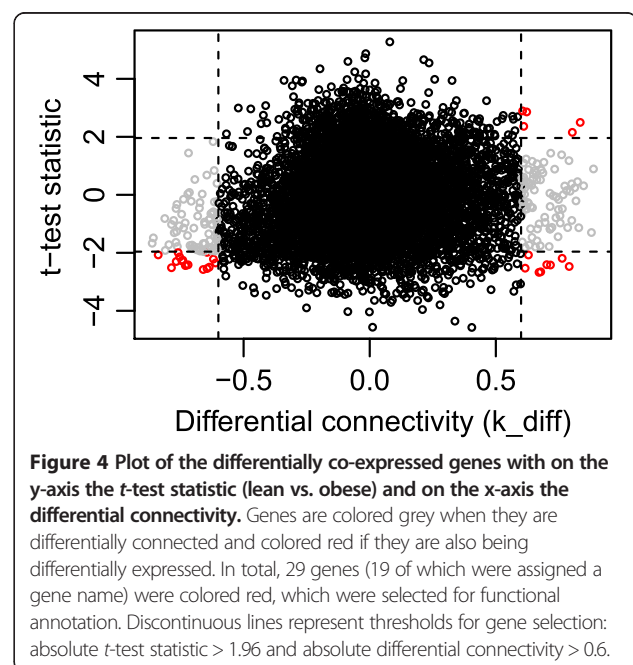 4
2
0
−2
−4
t−test statistic
−0.5 0.0 0.5
Differential connectivity (k_diff)
Figure 4 Plot of the differentially co-expressed genes with on the
y-axis the t-test statistic (lean vs. obese) and on the x-axis the
differential connectivity. Genes are colored grey when they are
differentially connected and colored red if they are also being
differentially expressed. In total, 29 genes (19 of which were assigned a
gene name) were colored red, which were selected for functional
annotation. Discontinuous lines represent thresholds for gene selection:
absolute t-test statistic > 1.96 and absolute differential connectivity > 0.6.